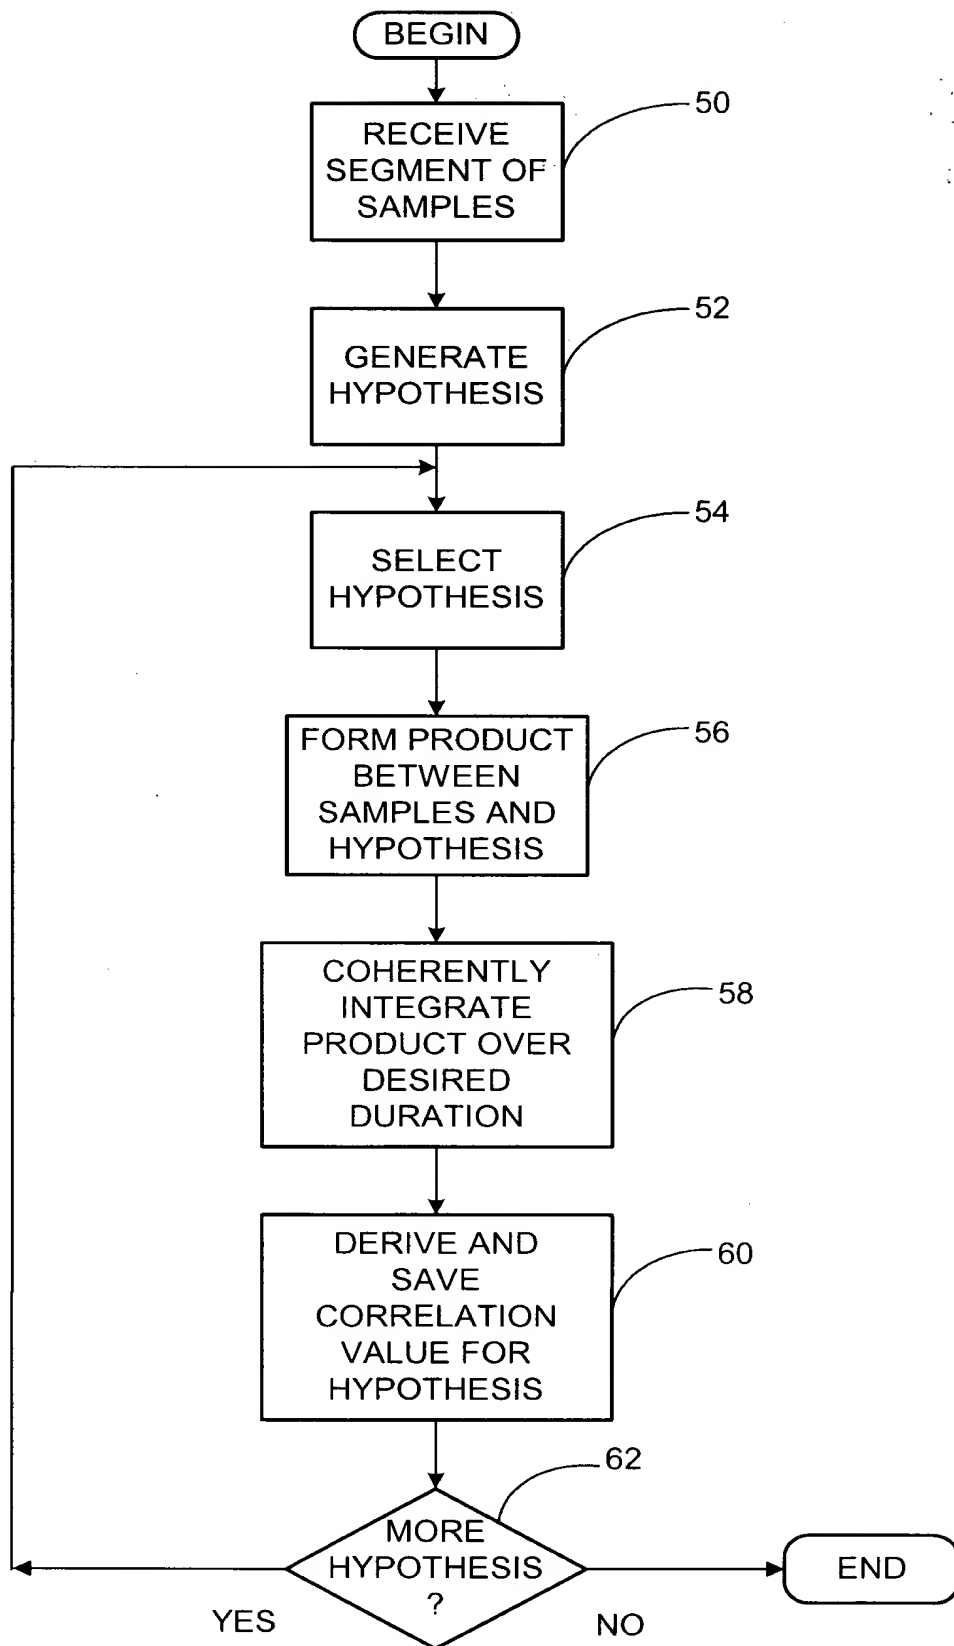 BEGIN
50
RECEIVE
SEGMENT OF
SAMPLES
52
GENERATE
HYPOTHESIS
54
SELECT
HYPOTHESIS
56
FORM PRODUCT
BETWEEN
SAMPLES AND
HYPOTHESIS
58
COHERENTLY
INTEGRATE
PRODUCT OVER
DESIRED
DURATION
60
DERIVE AND
SAVE
CORRELATION
VALUE FOR
HYPOTHESIS
62
MORE
HYPOTHESIS
?
END
YES
NO